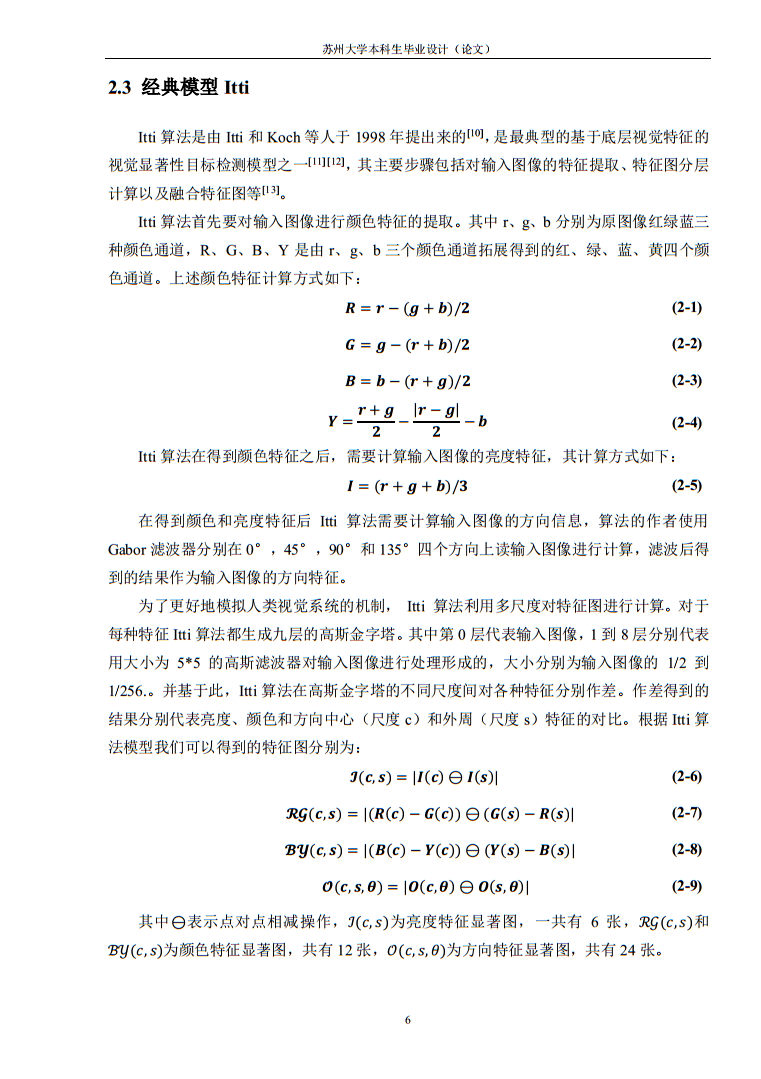 苏州大学本科生毕业设计（论文）
2.3 经典模型 Itti
Itti 算法是由 Itti 和 Koch 等人于 1998 年提出来的[10]，是最典型的基于底层视觉特征的
视觉显著性目标检测模型之一[11][12]，其主要步骤包括对输入图像的特征提取、特征图分层
计算以及融合特征图等[13]。
Itti 算法首先要对输入图像进行颜色特征的提取。其中 r、g、b 分别为原图像红绿蓝三
种颜色通道，R、G、B、Y 是由 r、g、b 三个颜色通道拓展得到的红、绿、蓝、黄四个颜
色通道。上述颜色特征计算方式如下：
R = r − (g + b)/2 (2-1)
G = g − (r + b)/2 (2-2)
B = b − (r + g)/2 (2-3)
Y = (r + g)/2 − |r − g|/2 − b (2-4)
Itti 算法在得到颜色特征之后，需要计算输入图像的亮度特征，其计算方式如下：
I = (r + g + b)/3 (2-5)
在得到颜色和亮度特征后 Itti 算法需要计算输入图像的方向信息，算法的作者使用
Gabor 滤波器分别在 0°，45°，90° 和 135° 四个方向上读输入图像进行计算，滤波后得
到的结果作为输入图像的方向特征。
为了更好地模拟人类视觉系统的机制， Itti 算法利用多尺度对特征图进行计算。对于
每种特征 Itti 算法都生成九层的高斯金字塔。其中第 0 层代表输入图像，1 到 8 层分别代表
用大小为 5*5 的高斯滤波器对输入图像进行处理形成的，大小分别为输入图像的 1/2 到
1/256.。并基于此，Itti 算法在高斯金字塔的不同尺度间对各种特征分别作差。作差得到的
结果分别代表亮度、颜色和方向中心（尺度 c）和外周（尺度 s）特征的对比。根据 Itti 算
法模型我们可以得到的特征图分别为：
ℐ(c, s) = |I(c) ⊖ I(s)| (2-6)
ℛ𝒢(c, s) = |(R(c) − G(c)) ⊖ (G(s) − R(s)| (2-7)
ℬ𝒴(c, s) = |(B(c) − Y(c)) ⊖ (Y(s) − B(s)| (2-8)
𝒪(c, s, θ) = |O(c, θ) ⊖ O(s, θ)| (2-9)
其中⊖表示点对点相减操作，ℐ(c, s)为亮度特征显著图，一共有 6 张，ℛ𝒢(c, s)和
ℬ𝒴(c, s)为颜色特征显著图，共有 12 张，𝒪(c, s, θ)为方向特征显著图，共有 24 张。
6